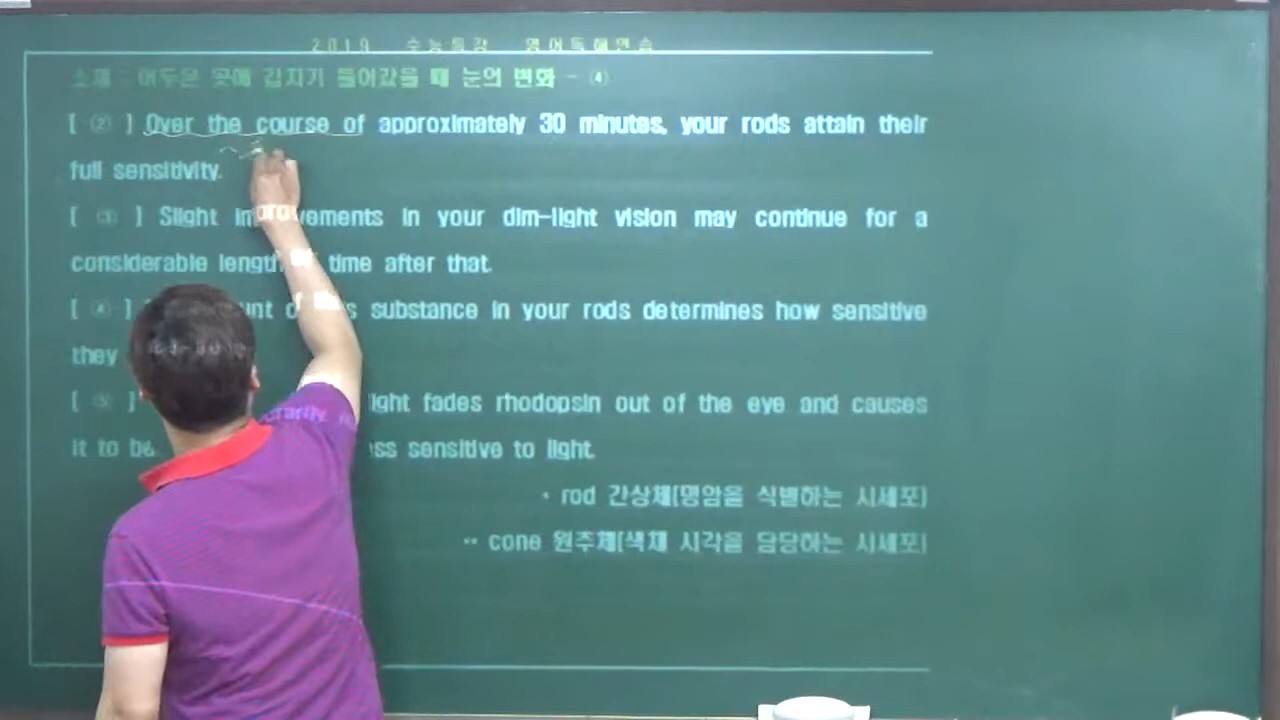 2019 수능특강 영어독해연습
소재 : 어두운 곳에 갑자기 들어갔을 때 눈의 변화 - ④
[ ② ] Over the course of approximately 30 minutes, your rods attain their
full sensitivity.
[ ③ ] Slight improvements in your dim-light vision may continue for a
considerable length of time after that.
[ ④ ] substance in your rods determines how sensitive
they
[ ⑤ ] light fades rhodopsin out of the eye and causes
it to be sensitive to light.
* rod 간상체(명암을 식별하는 시세포)
** cone 원추체(색채 시각을 담당하는 시세포)